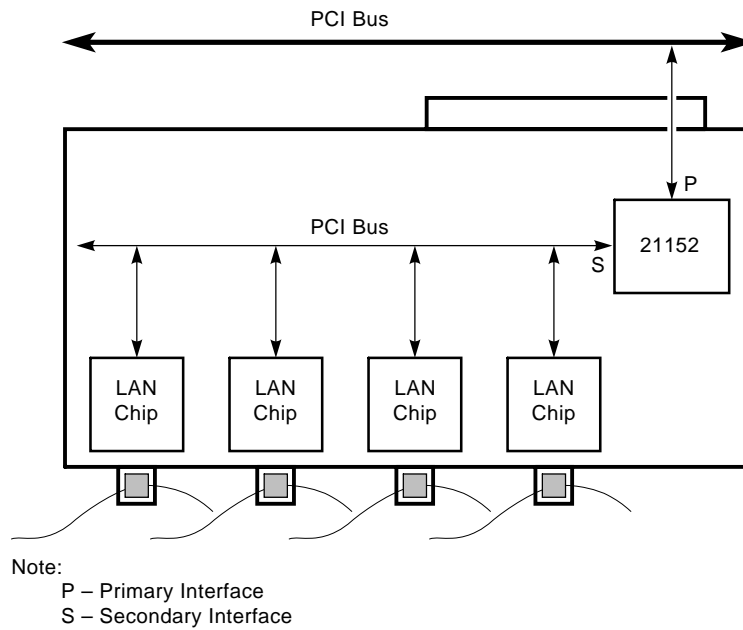 PCI Bus
P
PCI Bus
S
21152
LAN
Chip
LAN
Chip
LAN
Chip
LAN
Chip
Note:
P – Primary Interface
S – Secondary Interface